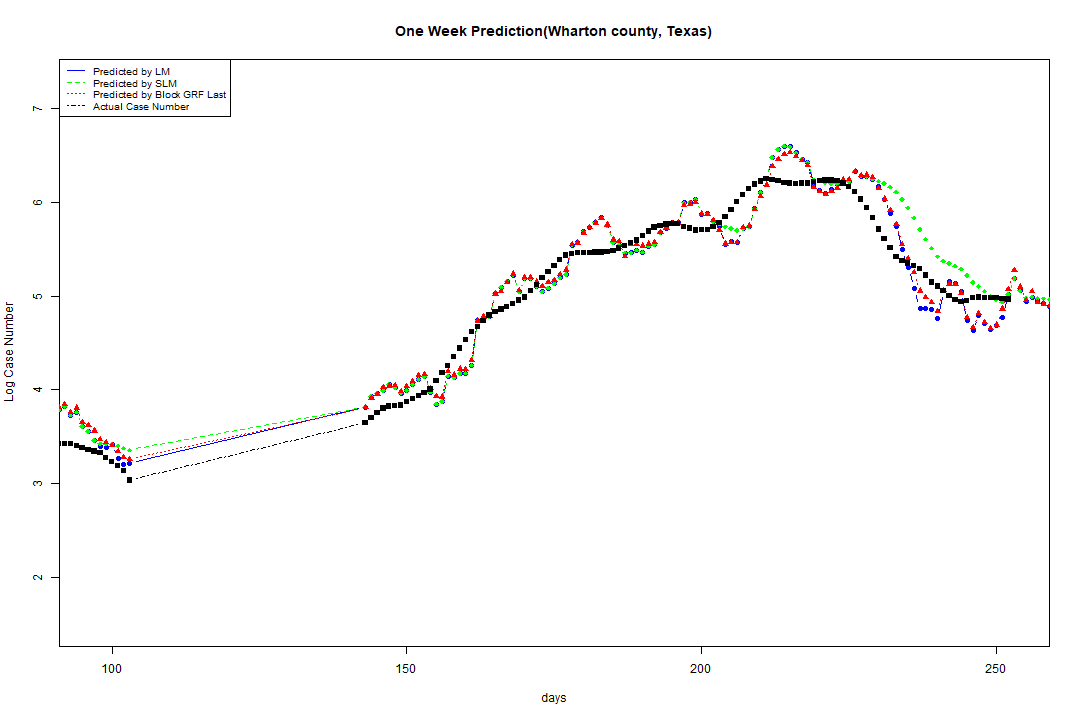 One Week Prediction(Wharton county, Texas)
Predicted by LM
Predicted by SLM
Predicted by Block GRF Last
Actual Case Number
Log Case Number
7
6
5
4
3
2
100 150 200 250
days